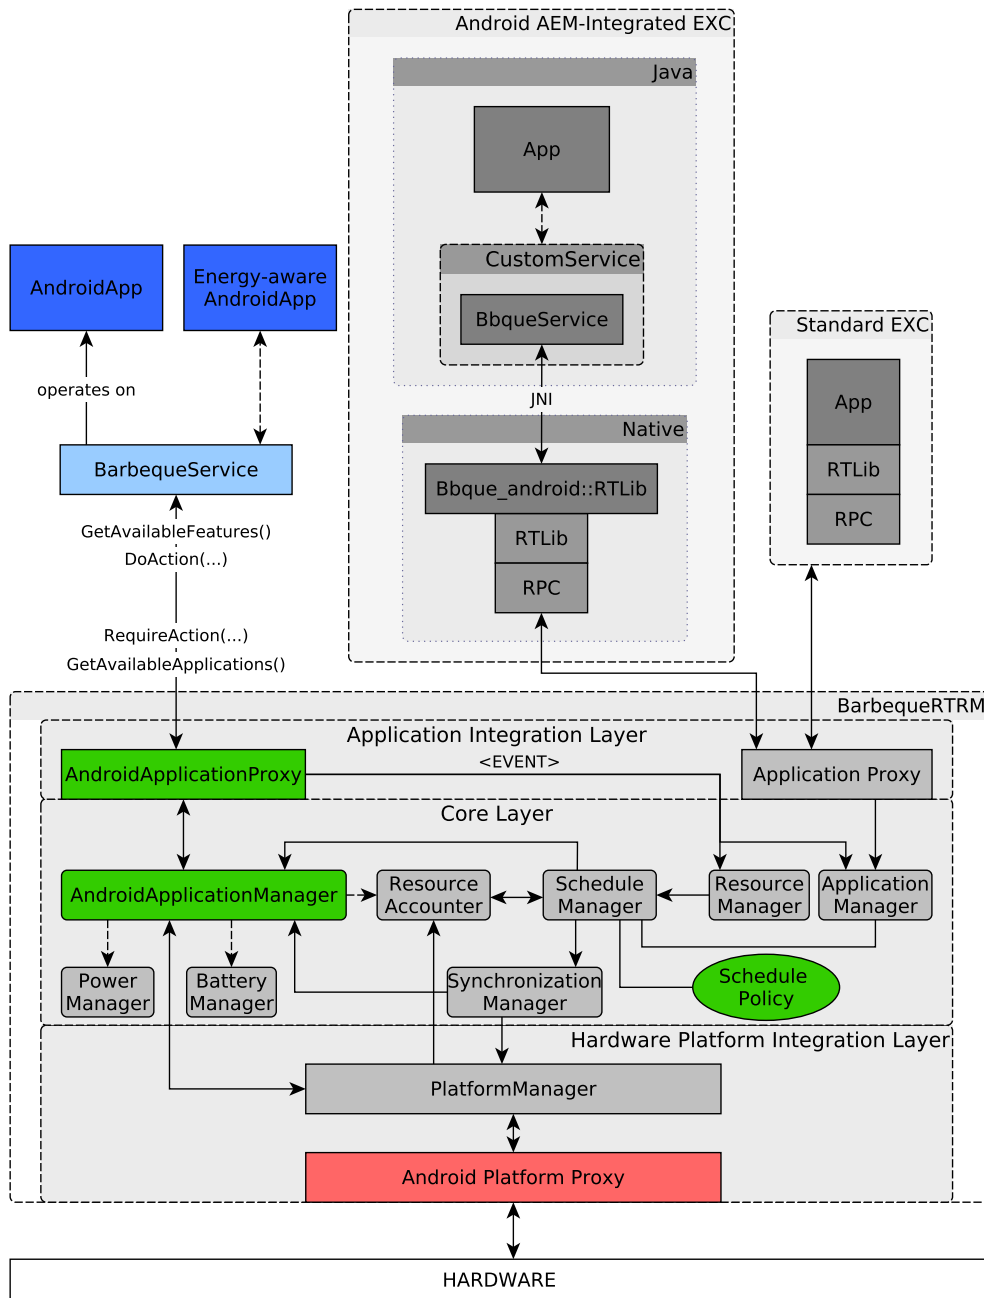 Android AEM-Integrated EXC
Java
App
CustomService
BbqueService
JNI
Native
Bbque_android::RTLib
RTLib
RPC
AndroidApp
Energy-aware
AndroidApp
operates on
BarbequeService
GetAvailableFeatures()
DoAction(...)
RequireAction(...)
GetAvailableApplications()
Standard EXC
App
RTLib
RPC
BarbequeRTRM
Application Integration Layer
AndroidApplicationProxy
<EVENT>
Application Proxy
Core Layer
AndroidApplicationManager
Resource
Accounter
Schedule
Manager
Resource
Manager
Application
Manager
Power
Manager
Battery
Manager
Synchronization
Manager
Schedule
Policy
Hardware Platform Integration Layer
PlatformManager
Android Platform Proxy
HARDWARE